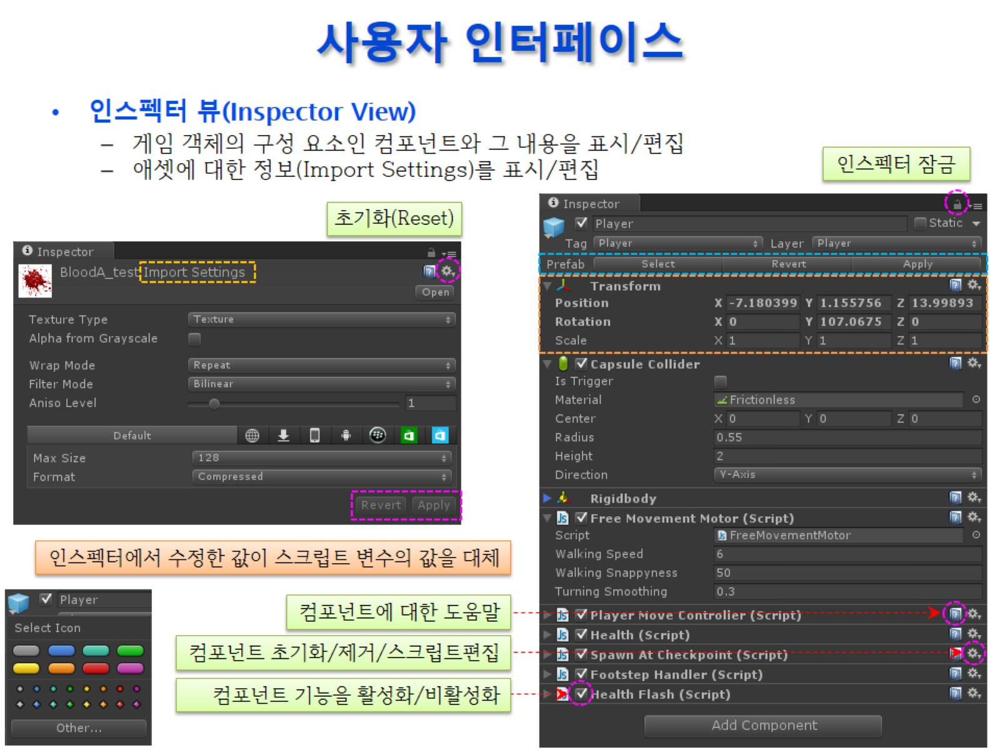 사용자 인터페이스
• 인스펙터 뷰(Inspector View)
– 게임 객체의 구성 요소인 컴포넌트와 그 내용을 표시/편집
– 애셋에 대한 정보(Import Settings)를 표시/편집
초기화(Reset)
Inspector
BloodA_test Import Settings
Open
Texture Type Texture
Alpha from Grayscale
Wrap Mode Repeat
Filter Mode Bilinear
Aniso Level 1
Default
Max Size 128
Format Compressed
Revert Apply
인스펙터에서 수정한 값이 스크립트 변수의 값을 대체
Player
Select Icon
Other...
컴포넌트에 대한 도움말
컴포넌트 초기화/제거/스크립트편집
컴포넌트 기능을 활성화/비활성화
인스펙터 잠금
Inspector
Player Static
Tag Player Layer Player
Prefab Select Revert Apply
Transform
Position X -7.180399 Y 1.155756 Z 13.99893
Rotation X 0 Y 107.0675 Z 0
Scale X 1 Y 1 Z 1
Capsule Collider
Is Trigger
Material Frictionless
Center X 0 Y 0 Z 0
Radius 0.55
Height 2
Direction Y-Axis
Rigidbody
Js Free Movement Motor (Script)
Script FreeMovementMotor
Walking Speed 6
Walking Snappyness 50
Turning Smoothing 0.3
Js Player Move Controller (Script)
Js Health (Script)
Js Spawn At Checkpoint (Script)
Js Footstep Handler (Script)
Health Flash (Script)
Add Component